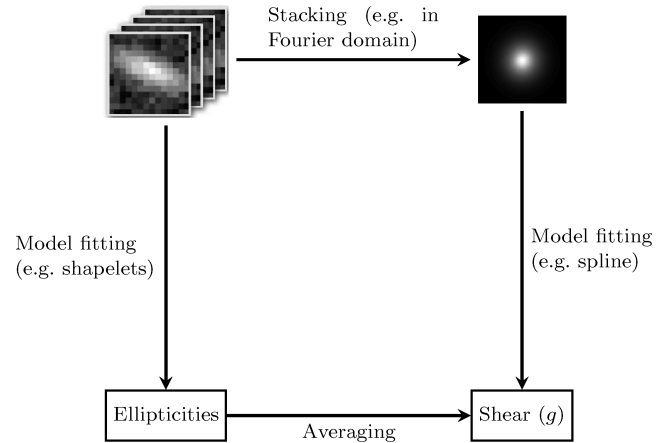 Stacking (e.g. in
Fourier domain)
Model fitting
(e.g. shapelets)
Model fitting
(e.g. spline)
Ellipticities
Averaging
Shear (g)